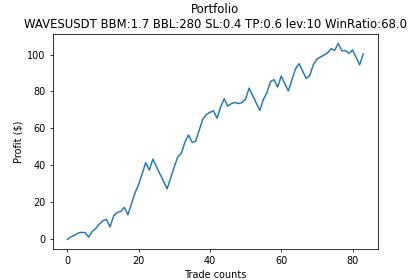 Portfolio
WAVESUSDT BBM:1.7 BBL:280 SL:0.4 TP:0.6 lev:10 WinRatio:68.0
100
80
60
40
20
0
Profit ($)
0 20 40 60 80
Trade counts